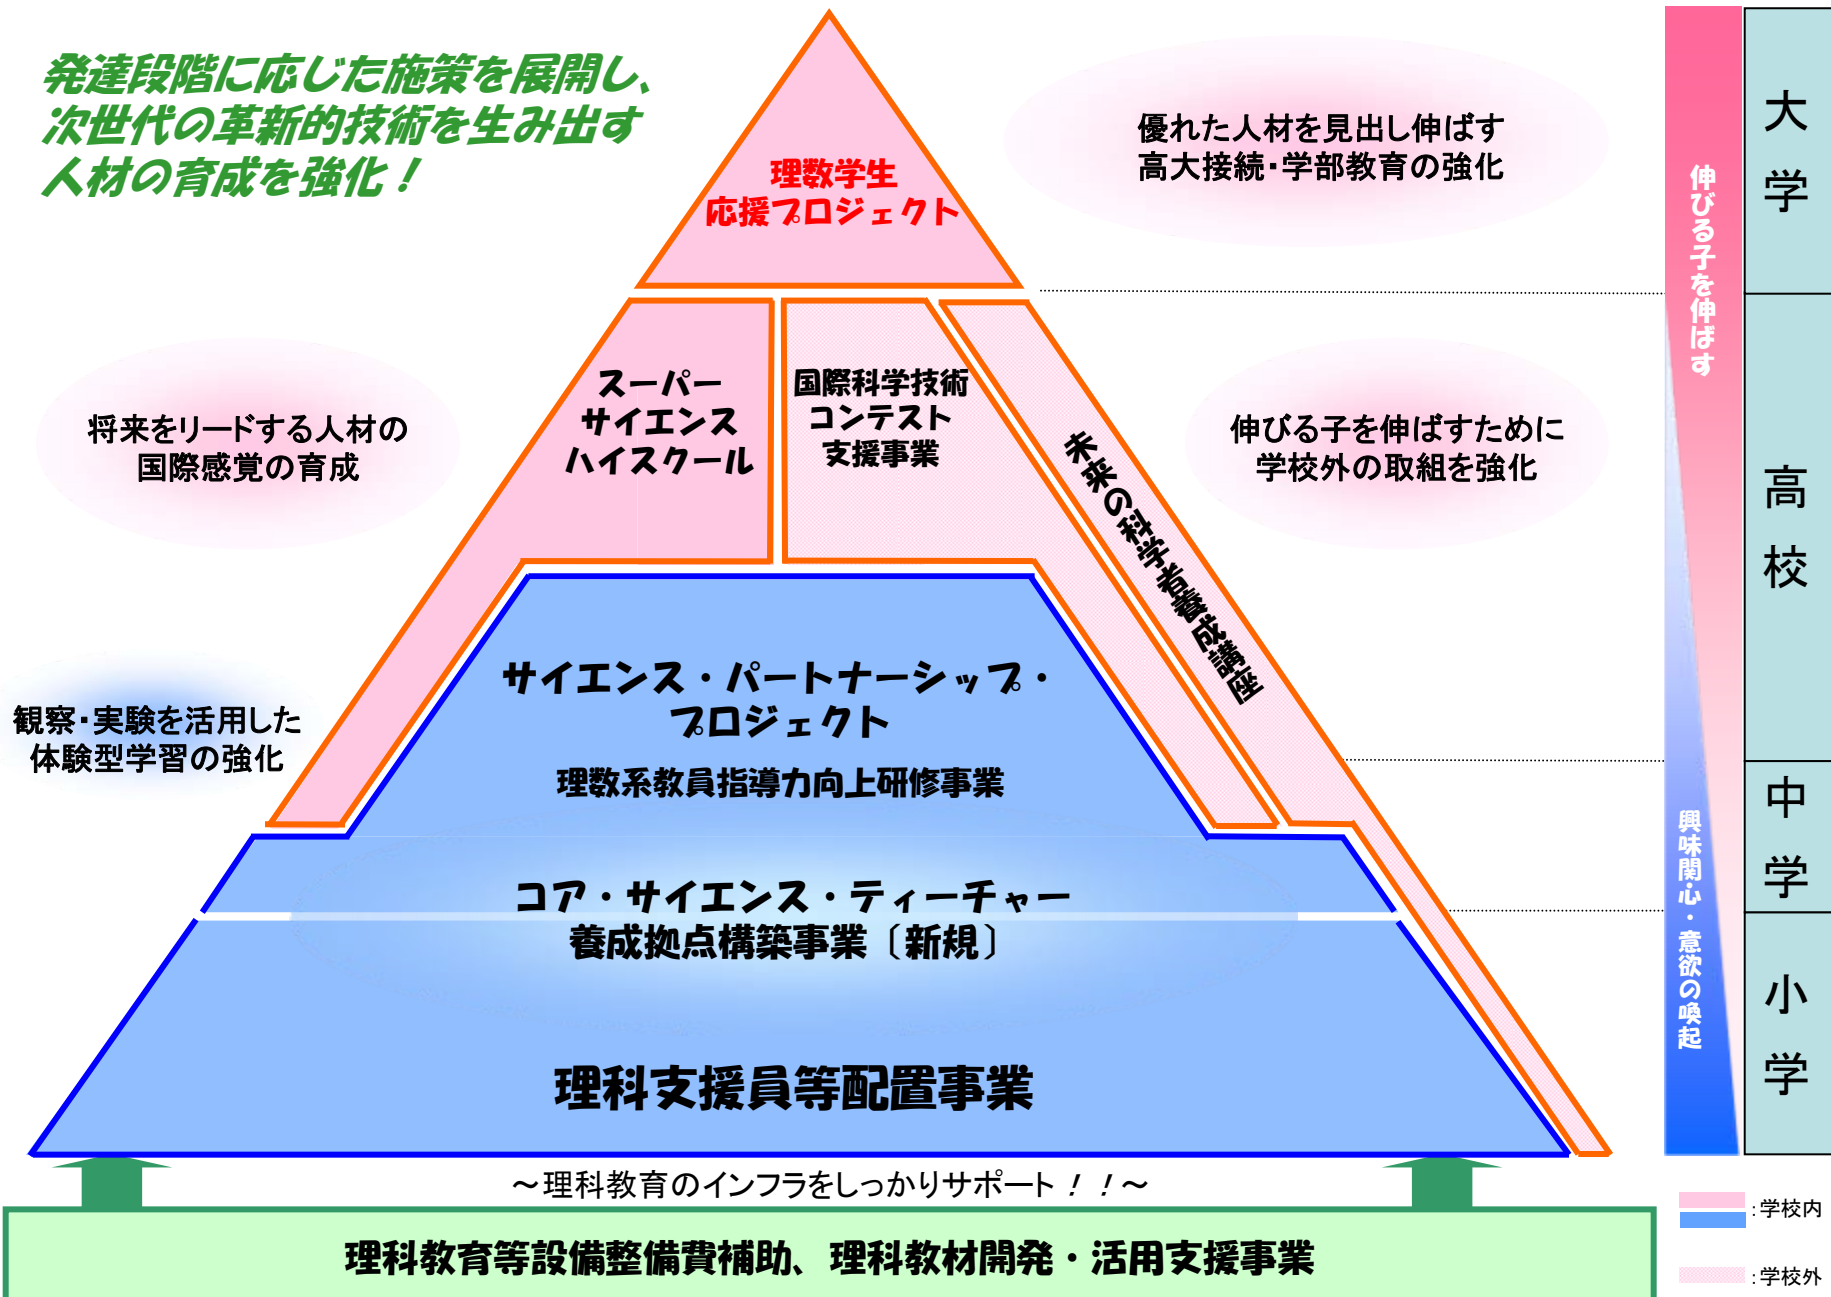 発達段階に応じた施策を展開し、
次世代の革新的技術を生み出す
人材の育成を強化！
理数学生
応援プロジェクト
優れた人材を見出し伸ばす
高大接続・学部教育の強化
スーパー
サイエンス
ハイスクール
国際科学技術
コンテスト
支援事業
未来の科学者養成講座
将来をリードする人材の
国際感覚の育成
伸びる子を伸ばすために
学校外の取組を強化
サイエンス・パートナーシップ・
プロジェクト
理数系教員指導力向上研修事業
観察・実験を活用した
体験型学習の強化
コア・サイエンス・ティーチャー
養成拠点構築事業〔新規〕
理科支援員等配置事業
伸びる子を伸ばす
興味関心・意欲の喚起
大学
高校
中学
小学
～理科教育のインフラをしっかりサポート！！～
理科教育等設備整備費補助、理科教材開発・活用支援事業
：学校内
：学校外